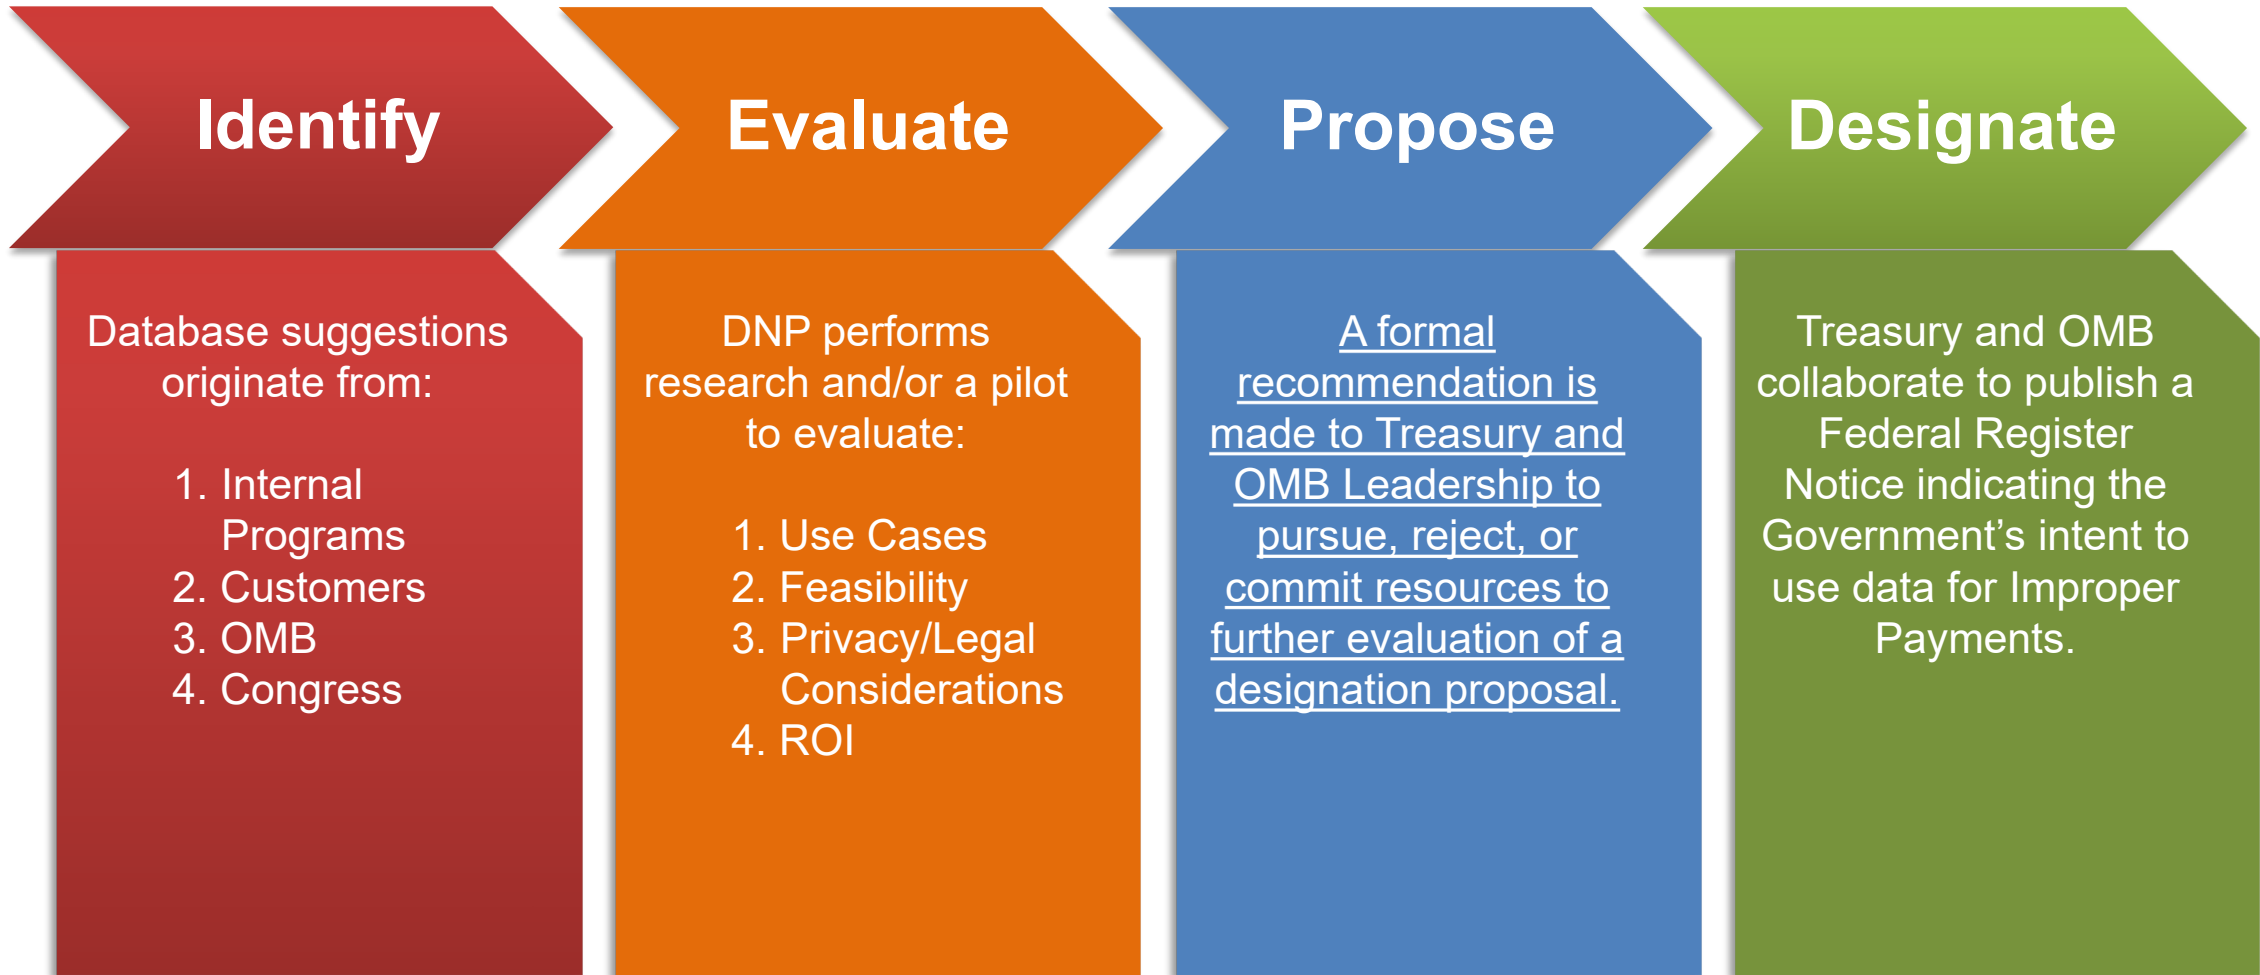 Identify
Database suggestions
originate from:
1. Internal
Programs
2. Customers
3. OMB
4. Congress
Evaluate
DNP performs
research and/or a pilot
to evaluate:
1. Use Cases
2. Feasibility
3. Privacy/Legal
Considerations
4. ROI
Propose
A formal
recommendation is
made to Treasury and
OMB Leadership to
pursue, reject, or
commit resources to
further evaluation of a
designation proposal.
Designate
Treasury and OMB
collaborate to publish a
Federal Register
Notice indicating the
Government’s intent to
use data for Improper
Payments.